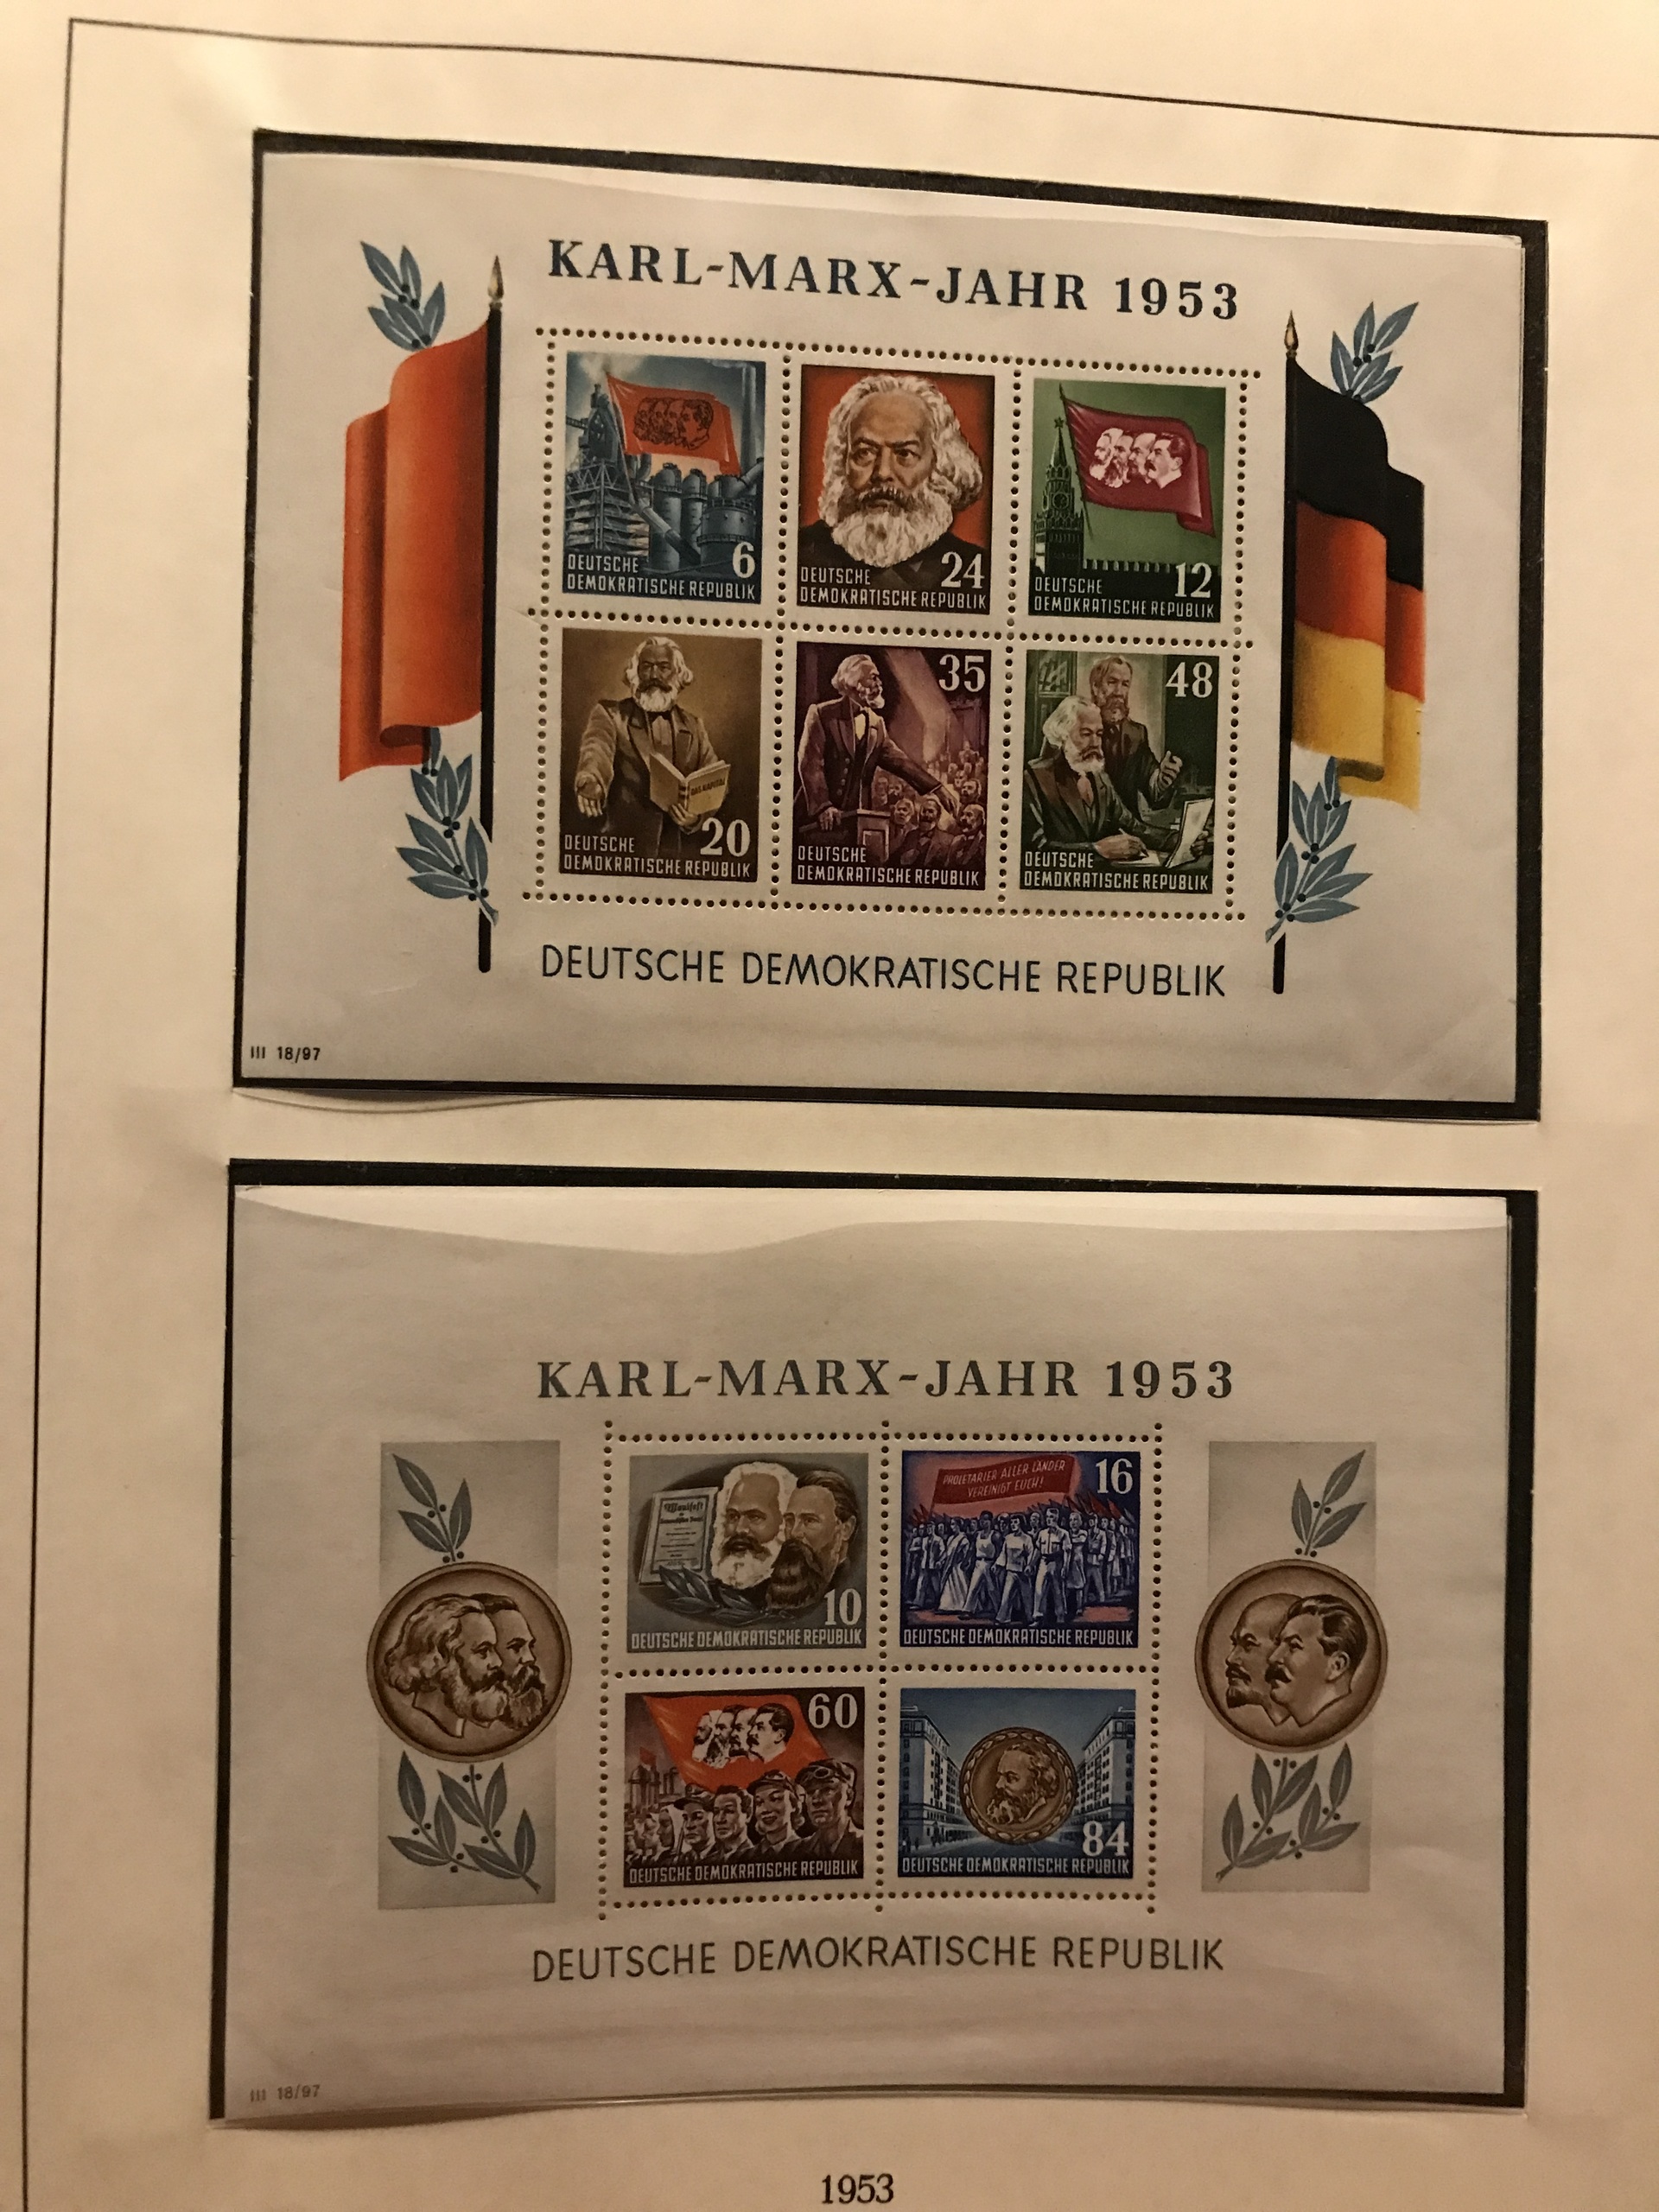 KARL-MARX-JAHR 1953
6
DEUTSCHE
DEMOKRATISCHE REPUBLIK
24
DEUTSCHE
DEMOKRATISCHE REPUBLIK
12
DEUTSCHE
DEMOKRATISCHE REPUBLIK
DAS KAPITAL
20
DEUTSCHE
DEMOKRATISCHE REPUBLIK
35
DEUTSCHE
DEMOKRATISCHE REPUBLIK
48
DEUTSCHE
DEMOKRATISCHE REPUBLIK
DEUTSCHE DEMOKRATISCHE REPUBLIK
III 18/97
KARL-MARX-JAHR 1953
Manifest
10
DEUTSCHE DEMOKRATISCHE REPUBLIK
PROLETARIER ALLER LÄNDER
VEREINIGT EUCH!
16
DEUTSCHE DEMOKRATISCHE REPUBLIK
60
DEUTSCHE DEMOKRATISCHE REPUBLIK
84
DEUTSCHE DEMOKRATISCHE REPUBLIK
DEUTSCHE DEMOKRATISCHE REPUBLIK
III 18/97
1953